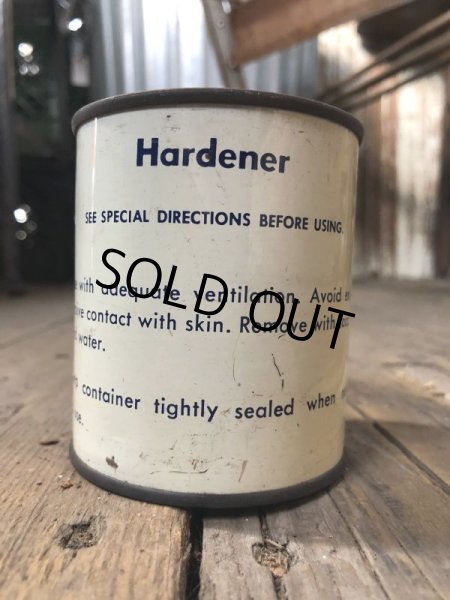 Hardener
SEE SPECIAL DIRECTIONS BEFORE USING.
with adequate ventilation. Avoid
contact with skin. Remove with
water.
container tightly sealed when
SOLD OUT